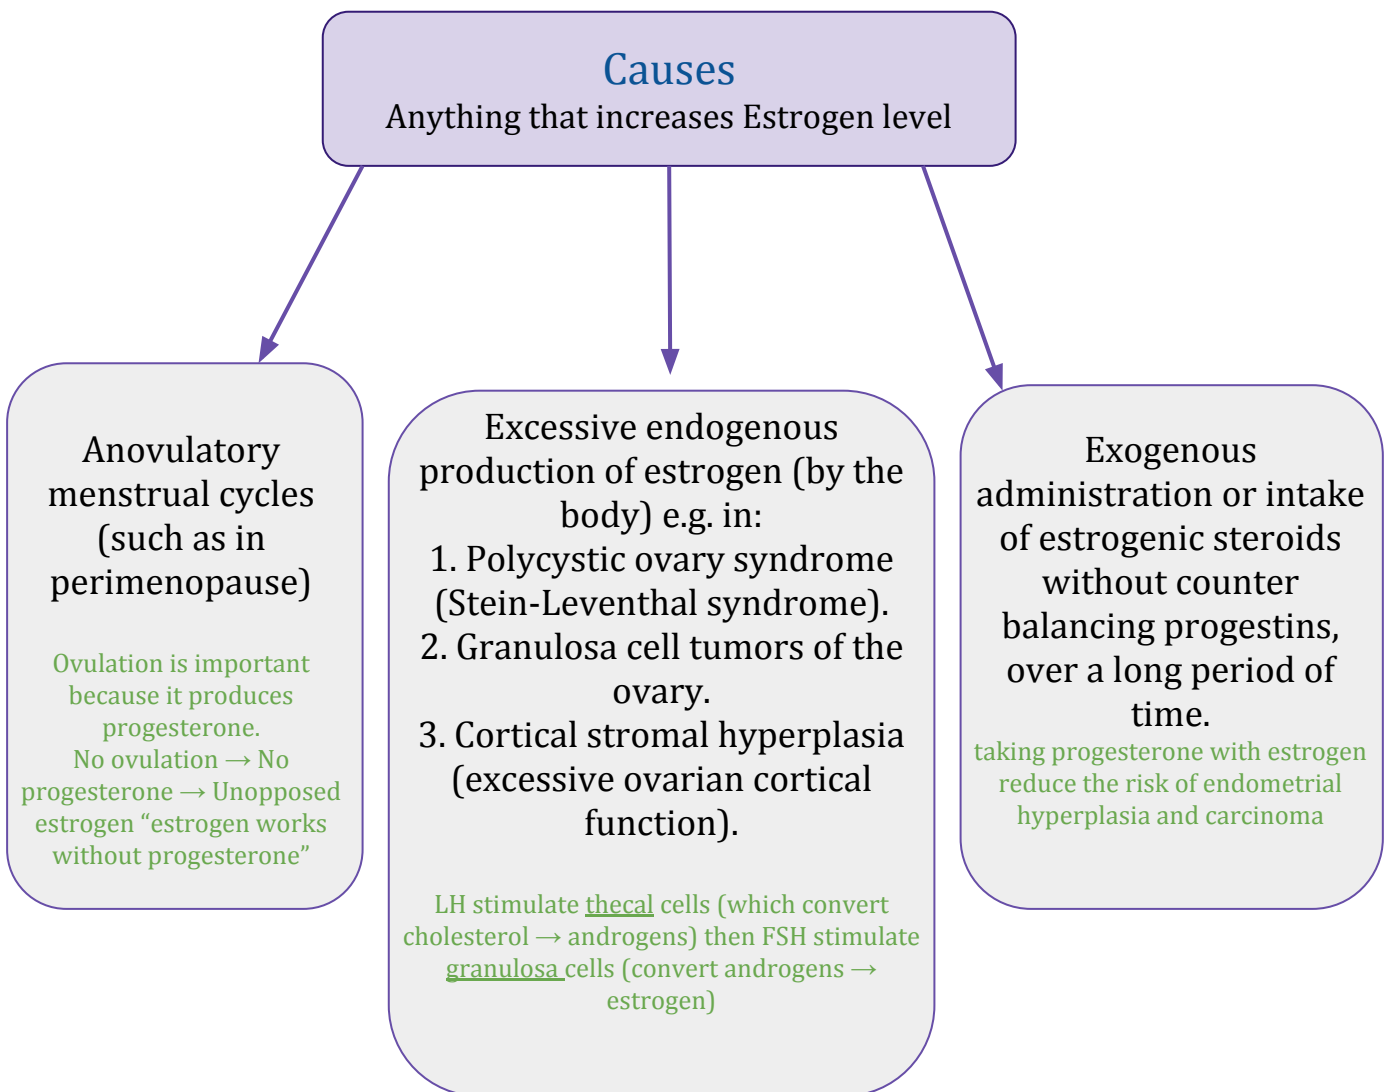 Causes
Anything that increases Estrogen level
Anovulatory
menstrual cycles
(such as in
perimenopause)
Ovulation is important
because it produces
progesterone.
No ovulation → No
progesterone → Unopposed
estrogen “estrogen works
without progesterone”
Excessive endogenous
production of estrogen (by the
body) e.g. in:
1. Polycystic ovary syndrome
(Stein-Leventhal syndrome).
2. Granulosa cell tumors of the
ovary.
3. Cortical stromal hyperplasia
(excessive ovarian cortical
function).
LH stimulate thecal cells (which convert
cholesterol → androgens) then FSH stimulate
granulosa cells (convert androgens →
estrogen)
Exogenous
administration or intake
of estrogenic steroids
without counter
balancing progestins,
over a long period of
time.
taking progesterone with estrogen
reduce the risk of endometrial
hyperplasia and carcinoma